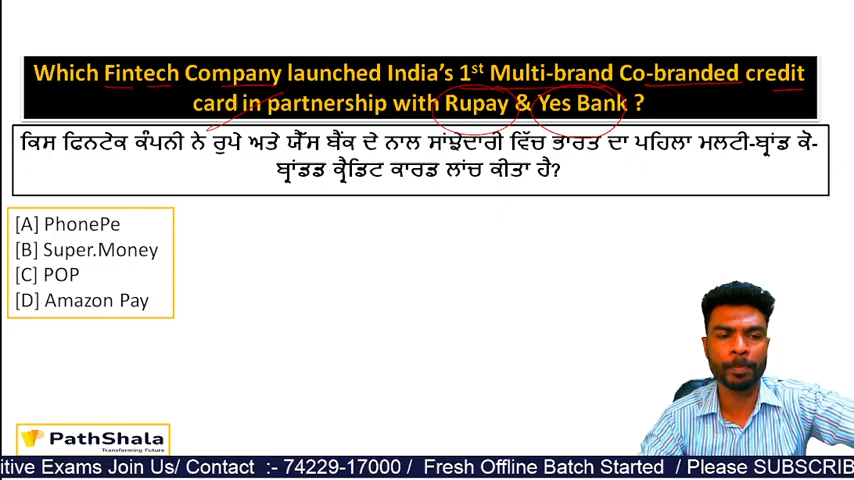 Which Fintech Company launched India's 1st Multi-brand Co-branded credit
card in partnership with Rupay & Yes Bank ?
ਕਿਸ ਫਿਨਟੇਕ ਕੰਪਨੀ ਨੇ ਰੁਪੇ ਅਤੇ ਯੈੱਸ ਬੈਂਕ ਦੇ ਨਾਲ ਸਾਂਝੇਦਾਰੀ ਵਿੱਚ ਭਾਰਤ ਦਾ ਪਹਿਲਾ ਮਲਟੀ-ਬ੍ਰਾਂਡ ਕੋ-
ਬ੍ਰਾਂਡਡ ਕ੍ਰੈਡਿਟ ਕਾਰਡ ਲਾਂਚ ਕੀਤਾ ਹੈ?
[A] PhonePe
[B] Super.Money
[C] POP
[D] Amazon Pay
PathShala
Transforming Future
itive Exams Join Us/ Contact :- 74229-17000 / Fresh Offline Batch Started / Please SUBSCRIB